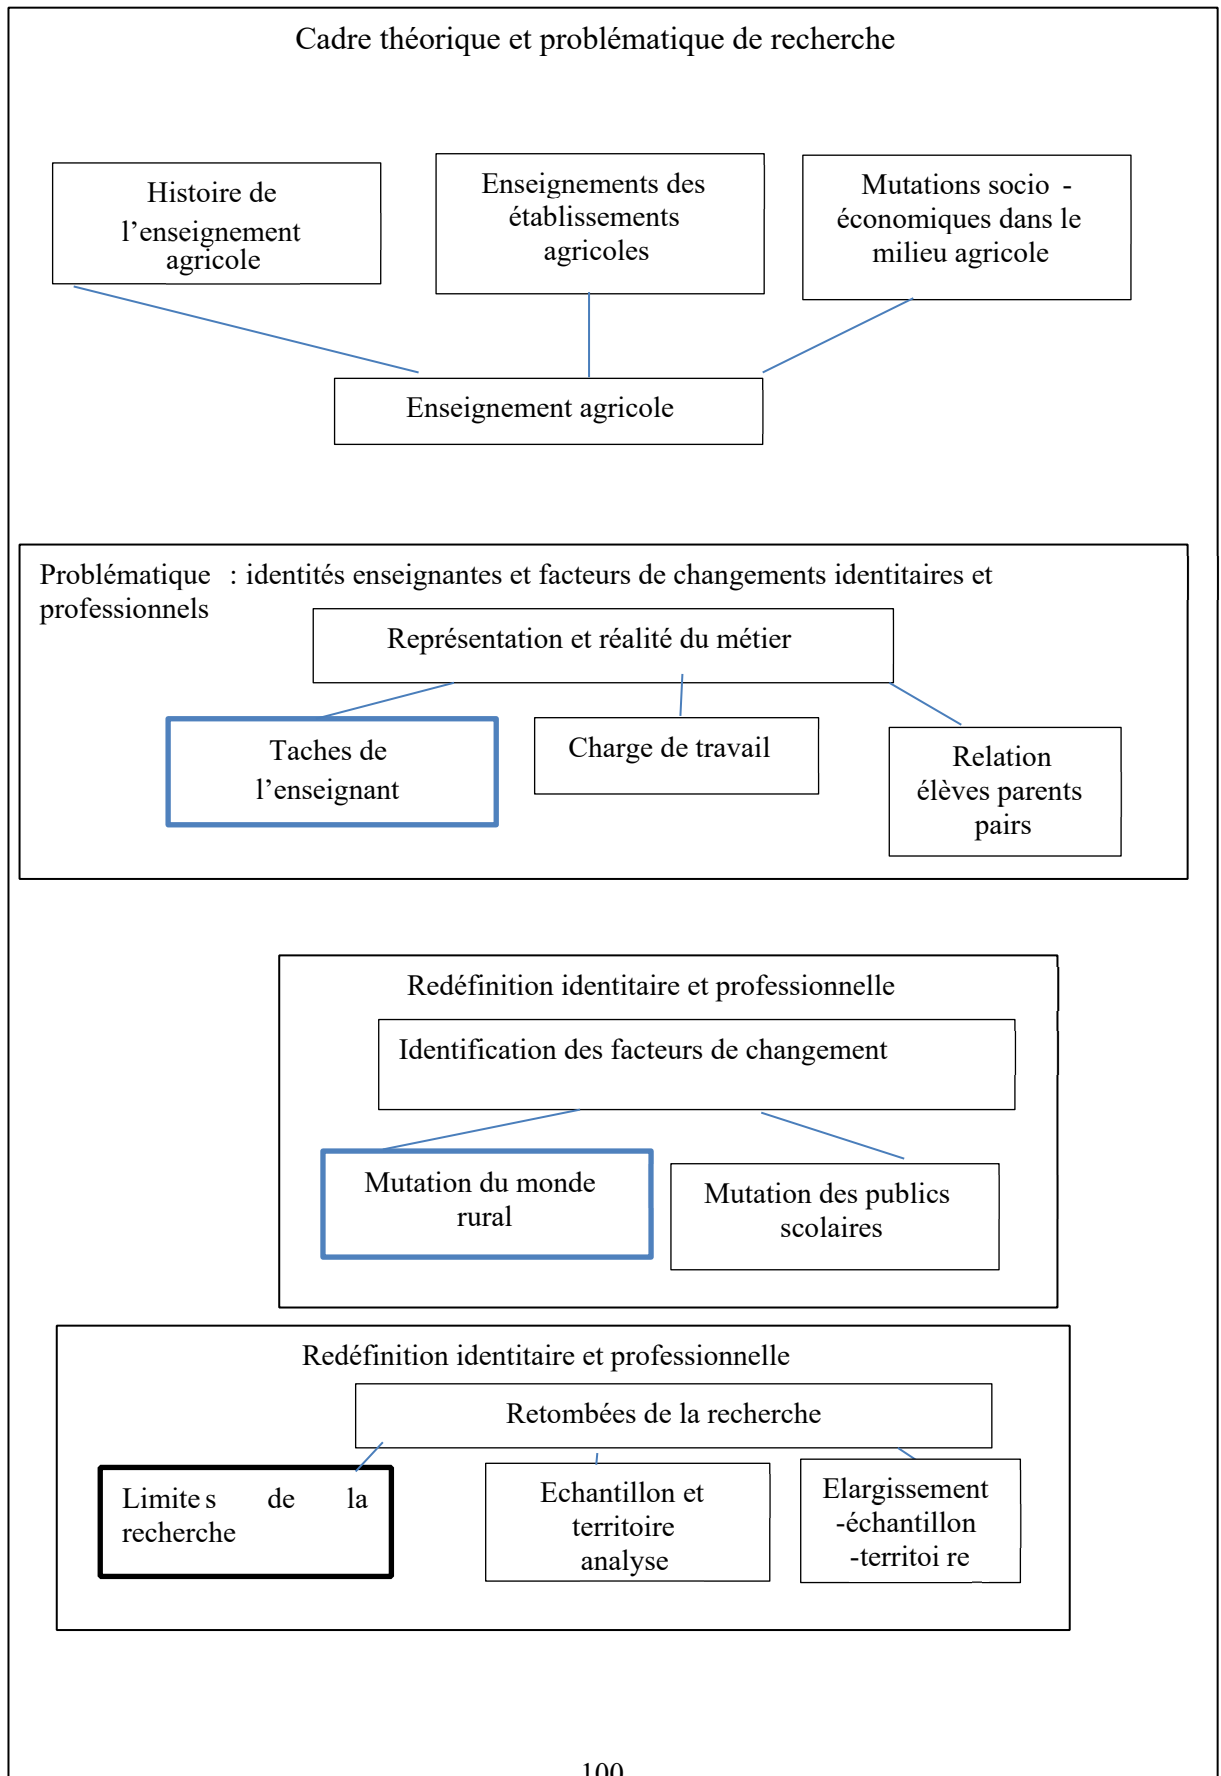 Cadre théorique et problématique de recherche
Histoire de
l’enseignement
agricole
Enseignements des
établissements
agricoles
Mutations socio -
économiques dans le
milieu agricole
Enseignement agricole
Problématique : identités enseignantes et facteurs de changements identitaires et
professionnels
Représentation et réalité du métier
Taches de
l’enseignant
Charge de travail
Relation
élèves parents
pairs
Redéfinition identitaire et professionnelle
Identification des facteurs de changement
Mutation du monde
rural
Mutation des publics
scolaires
Redéfinition identitaire et professionnelle
Retombées de la recherche
Limite s de la
recherche
Echantillon et
territoire
analyse
Elargissement
-échantillon
-territoi re
100